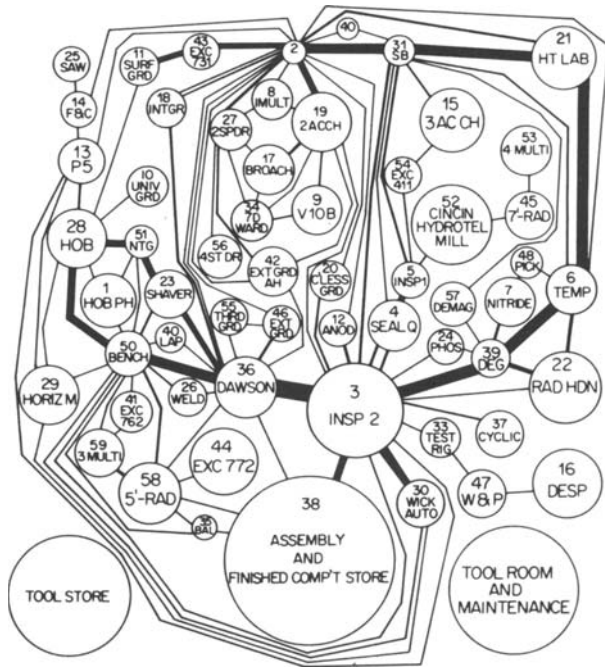 43
EXC
731
2
40
31
SB
21
HT LAB
11
SURF
GRD
25
SAW
14
F&C
18
INTGR
8
IMULT
19
2ACCH
27
2SPDR
15
3 AC CH
53
4 MULTI
13
P5
17
BROACH
54
EXC
411
10
UNIV
GRD
9
V10B
34
7D
WARD
52
CINCIN
HYDROTEL
MILL
45
7'-RAD
28
HOB
51
NTG
56
4ST DR
42
EXT GRD
AH
20
CLESS
GRD
5
INSP1
48
PICK
6
TEMP
1
HOB PH
23
SHAVER
57
DEMAG
7
NITRIDE
55
THRD
GRD
46
EXT
GRD
12
ANOD
4
SEAL Q
40
LAP
24
PHOS
39
DEG
50
BENCH
36
DAWSON
22
RAD HDN
29
HORIZ M
26
WELD
3
INSP 2
41
EXC
762
33
TEST
RIG
37
CYCLIC
59
3 MULTI
44
EXC 772
58
5'-RAD
47
W & P
16
DESP
30
WICK
AUTO
38
ASSEMBLY
AND
FINISHED COMP'T STORE
BAL
TOOL STORE
TOOL ROOM
AND
MAINTENANCE